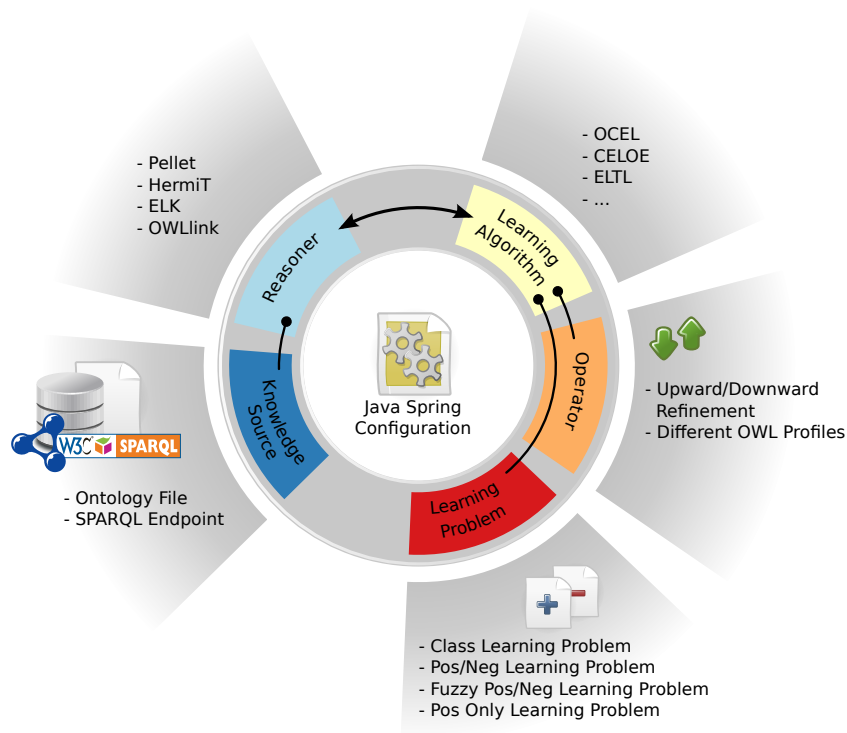 - Pellet
- HermiT
- ELK
- OWLlink
- OCEL
- CELOE
- ELTL
- ...
Reasoner
Learning
Algorithm
Operator
Knowledge
Source
Learning
Problem
Java Spring
Configuration
- Upward/Downward
Refinement
- Different OWL Profiles
W3C SPARQL
- Ontology File
- SPARQL Endpoint
- Class Learning Problem
- Pos/Neg Learning Problem
- Fuzzy Pos/Neg Learning Problem
- Pos Only Learning Problem